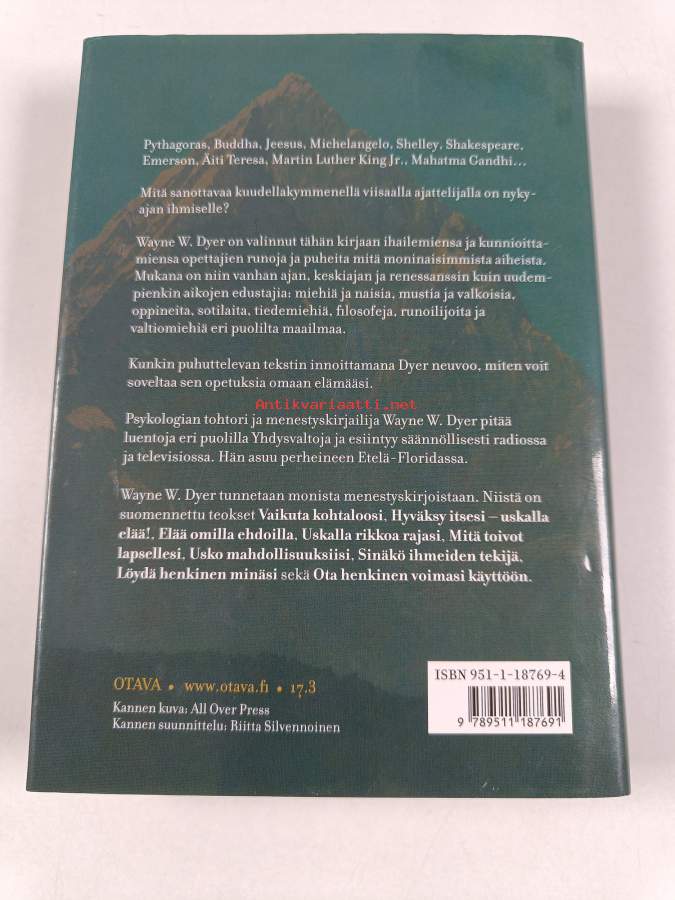 Pythagoras, Buddha, Jeesus, Michelangelo, Shelley, Shakespeare,
Emerson, Äiti Teresa, Martin Luther King Jr., Mahatma Gandhi...
Mitä sanottavaa kuudellakymmenellä viisaalla ajattelijalla on nyky-
ajan ihmiselle?
Wayne W. Dyer on valinnut tähän kirjaan ihailemiensa ja kunnioitta-
miensa opettajien runoja ja puheita mitä moninaisimmista aiheista.
Mukana on niin vanhan ajan, keskiajan ja renessanssin kuin uudem-
pienkin aikojen edustajia: miehiä ja naisia, mustia ja valkoisia,
oppineita, sotilaita, tiedemiehiä, filosofeja, runoilijoita ja
valtiomiehiä eri puolilta maailmaa.
Kunkin puhuttelevan tekstin innoittamana Dyer neuvoo, miten voit
soveltaa sen opetuksia omaan elämääsi.
Antikvariaatti.net
Psykologian tohtori ja menestyskirjailija Wayne W. Dyer pitää
luentoja eri puolilla Yhdysvaltoja ja esiintyy säännöllisesti radiossa
ja televisiossa. Hän asuu perheineen Etelä-Floridassa.
Wayne W. Dyer tunnetaan monista menestyskirjoistaan. Niistä on
suomennettu teokset Vaikuta kohtaloosi, Hyväksy itsesi – uskalla
elää!, Elää omilla ehdoilla, Uskalla rikkoa rajasi, Mitä toivot
lapsellesi, Usko mahdollisuuksiisi, Sinäkö ihmeiden tekijä,
Löydä henkinen minäsi sekä Ota henkinen voimasi käyttöön.
OTAVA • www.otava.fi • 17.3
Kannen kuva: All Over Press
Kannen suunnittelu: Riitta Silvennoinen
ISBN 951-1-18769-4
9 789511 187691